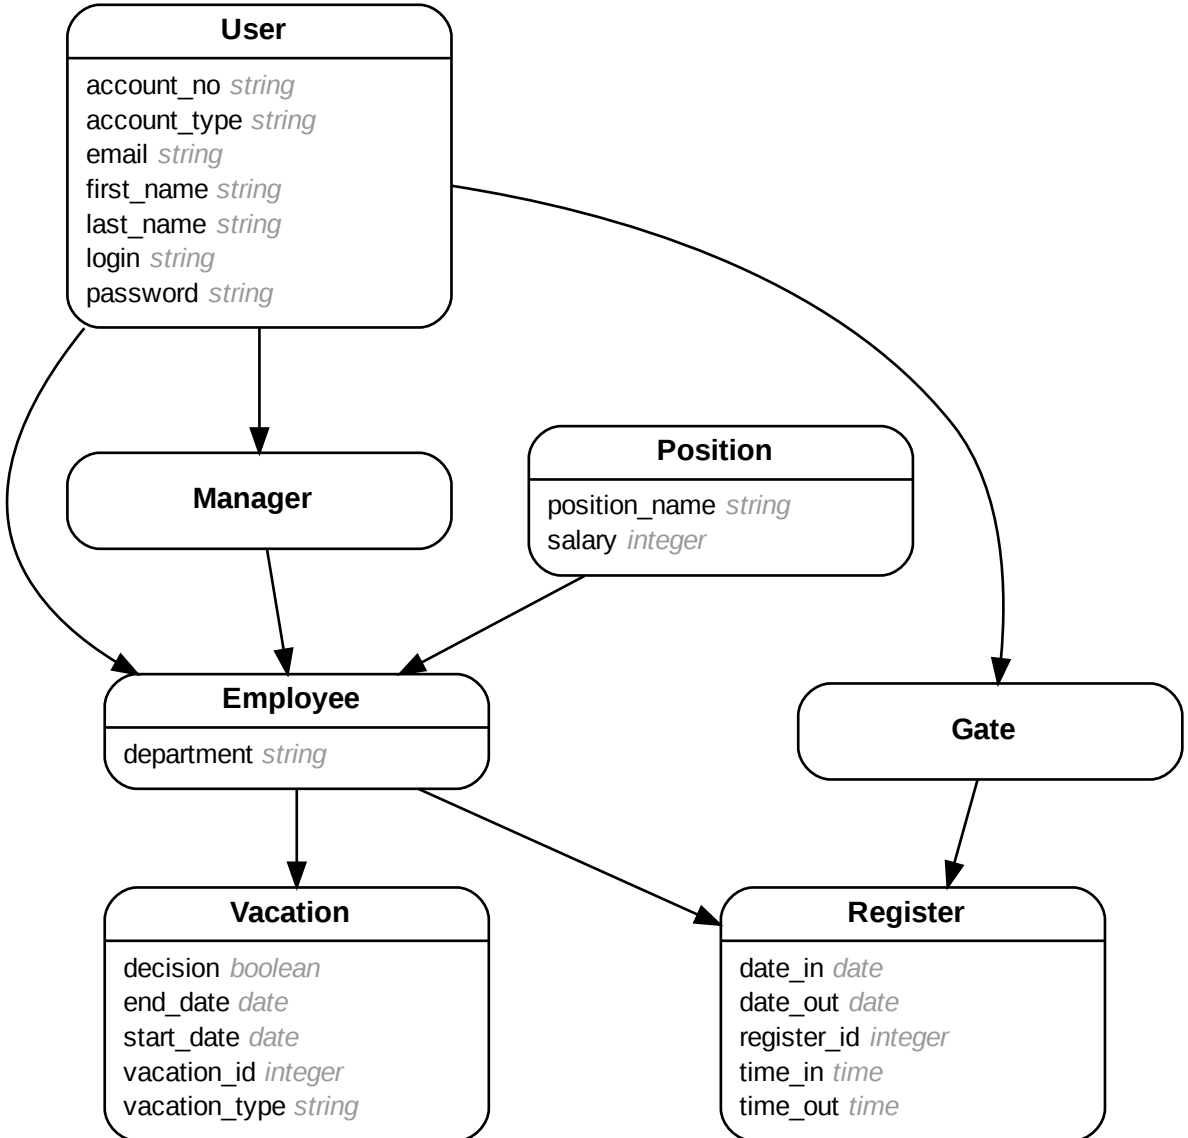 User
account_no string
account_type string
email string
first_name string
last_name string
login string
password string
Manager
Position
position_name string
salary integer
Employee
department string
Gate
Vacation
decision boolean
end_date date
start_date date
vacation_id integer
vacation_type string
Register
date_in date
date_out date
register_id integer
time_in time
time_out time